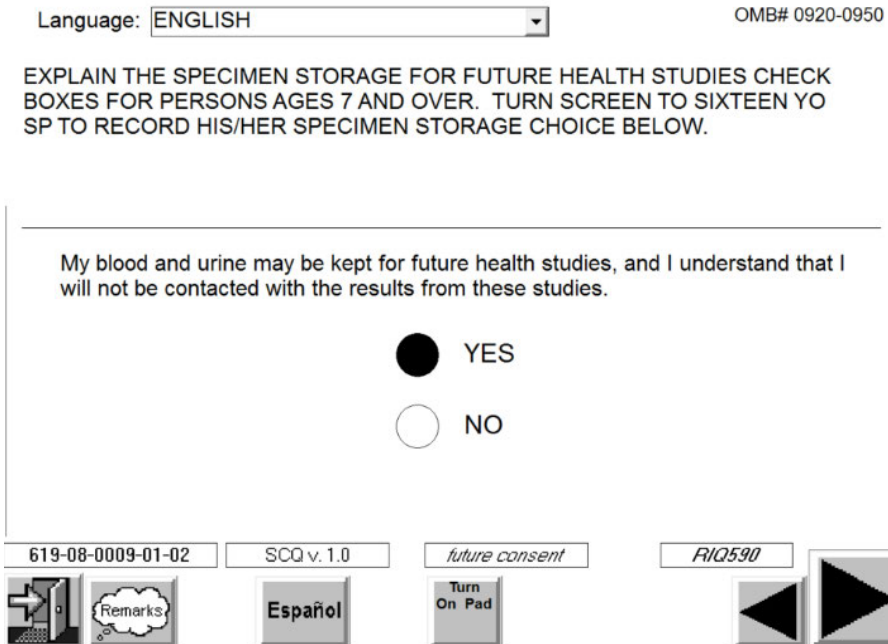 Language: ENGLISH
OMB# 0920-0950
EXPLAIN THE SPECIMEN STORAGE FOR FUTURE HEALTH STUDIES CHECK
BOXES FOR PERSONS AGES 7 AND OVER. TURN SCREEN TO SIXTEEN YO
SP TO RECORD HIS/HER SPECIMEN STORAGE CHOICE BELOW.
My blood and urine may be kept for future health studies, and I understand that I
will not be contacted with the results from these studies.
YES
NO
619-08-0009-01-02
SCQ v. 1.0
future consent
RIQ590
Remarks
Español
Turn
On Pad